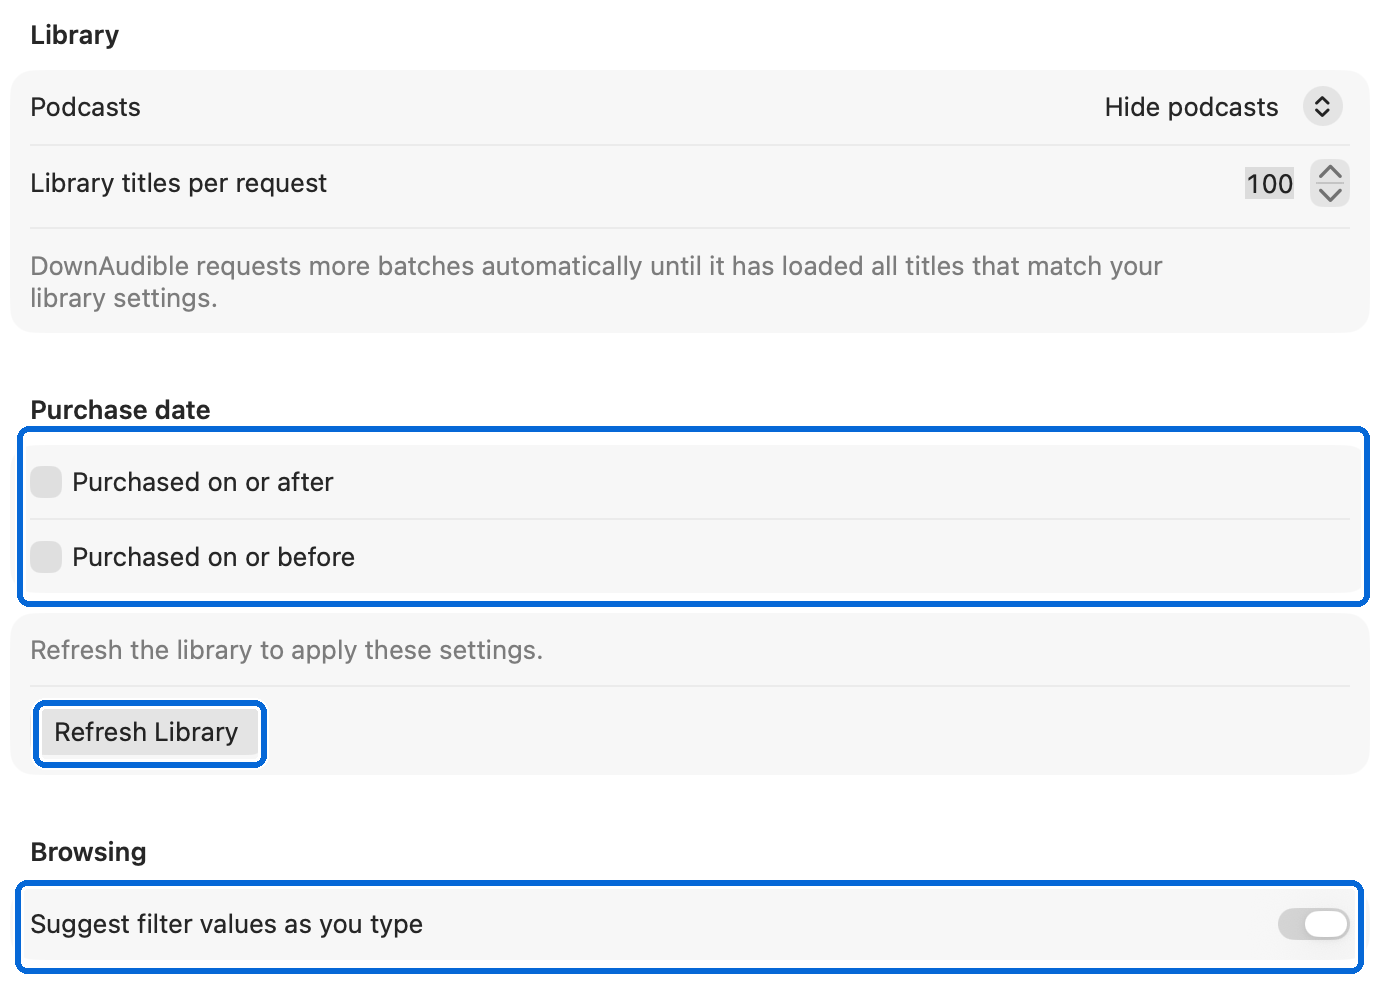 Library
Podcasts
Hide podcasts
Library titles per request
100
DownAudible requests more batches automatically until it has loaded all titles that match your
library settings.
Purchase date
Purchased on or after
Purchased on or before
Refresh the library to apply these settings.
Refresh Library
Browsing
Suggest filter values as you type